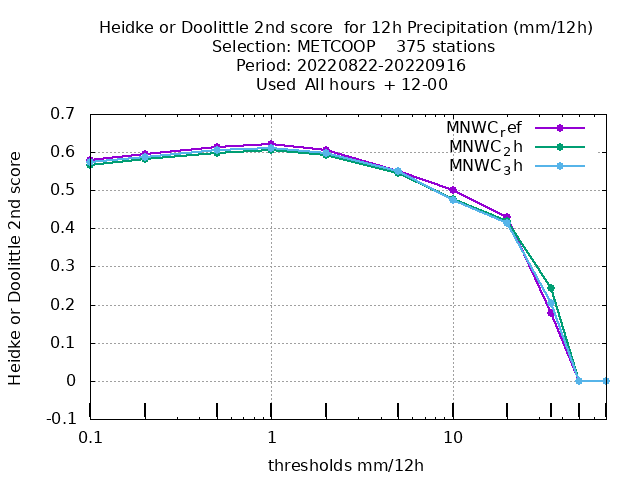 Heidke or Doolittle 2nd score  for 12h Precipitation (mm/12h)
Selection: METCOOP    375 stations
Period: 20220822-20220916
Used  All hours  + 12-00
Heidke or Doolittle 2nd score
0.7
0.6
0.5
0.4
0.3
0.2
0.1
0
-0.1
MNWC_ref
MNWC_2h
MNWC_3h
0.1
1
10
thresholds mm/12h